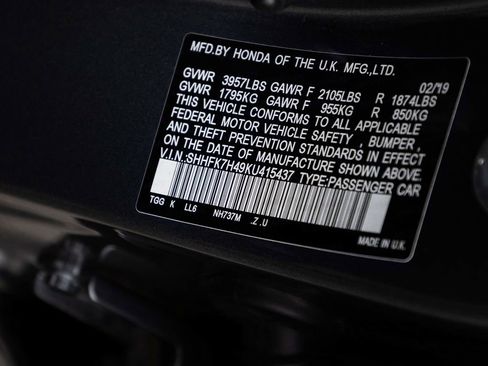 MFD.BY HONDA OF THE U.K. MFG.,LTD.
02/19
GVWR 3957LBS GAWR F 2105LBS R 1874LBS
GVWR 1795KG GAWR F 955KG R 850KG
THIS VEHICLE CONFORMS TO ALL APPLICABLE
FEDERAL MOTOR VEHICLE SAFETY , BUMPER,
AND THEFT PREVENTION STANDARDS IN EFFECT
ON THE DATE OF MANUFACTURE SHOWN ABOVE.
V.I.N.:SHHFK7H49KU415437 TYPE:PASSENGER CAR
TGG K LL6 NH737M .Z.U
MADE IN U.K.